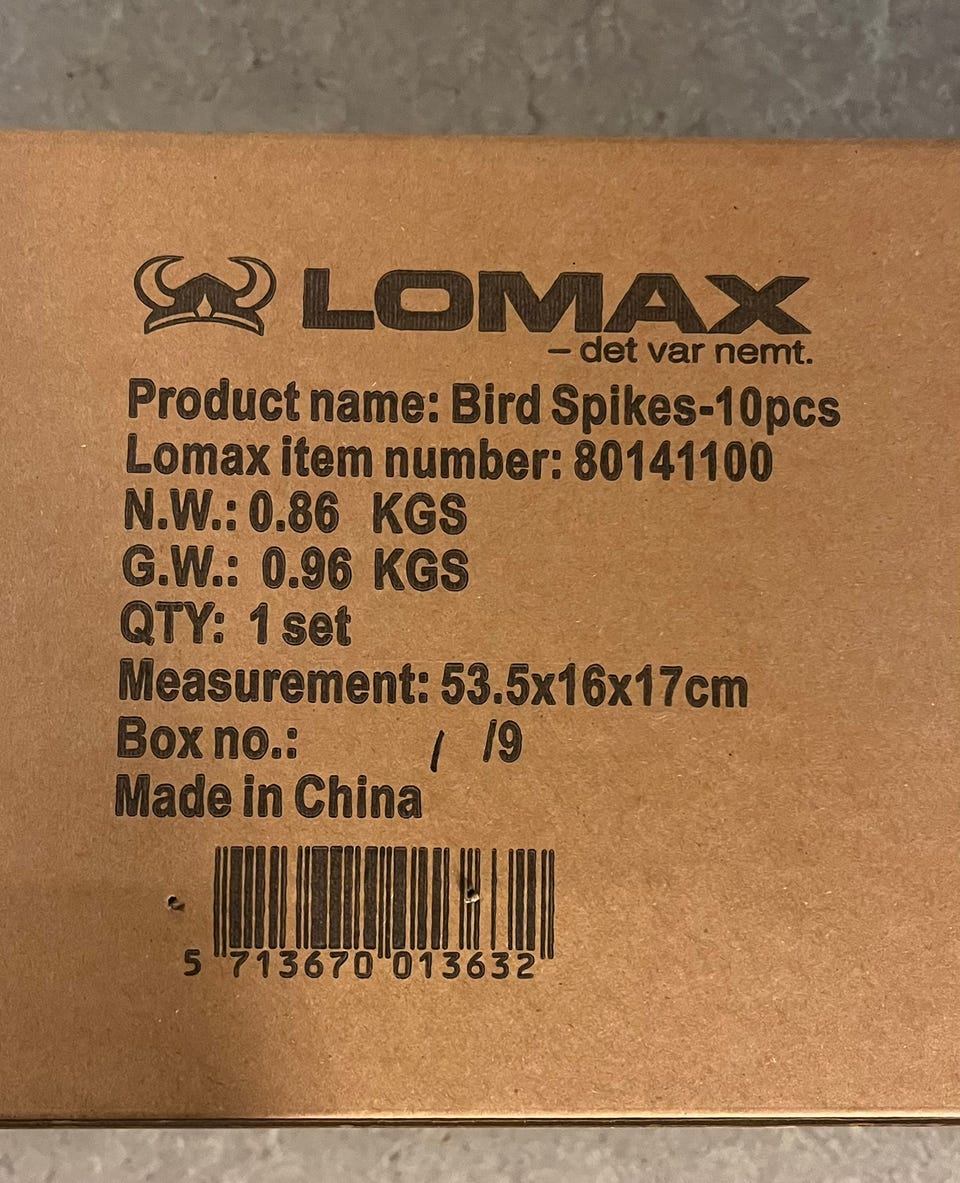 LOMAX
– det var nemt.
Product name: Bird Spikes-10pcs
Lomax item number: 80141100
N.W.: 0.86 KGS
G.W.: 0.96 KGS
QTY: 1 set
Measurement: 53.5x16x17cm
Box no.: 1 /9
Made in China
5 713670 013632